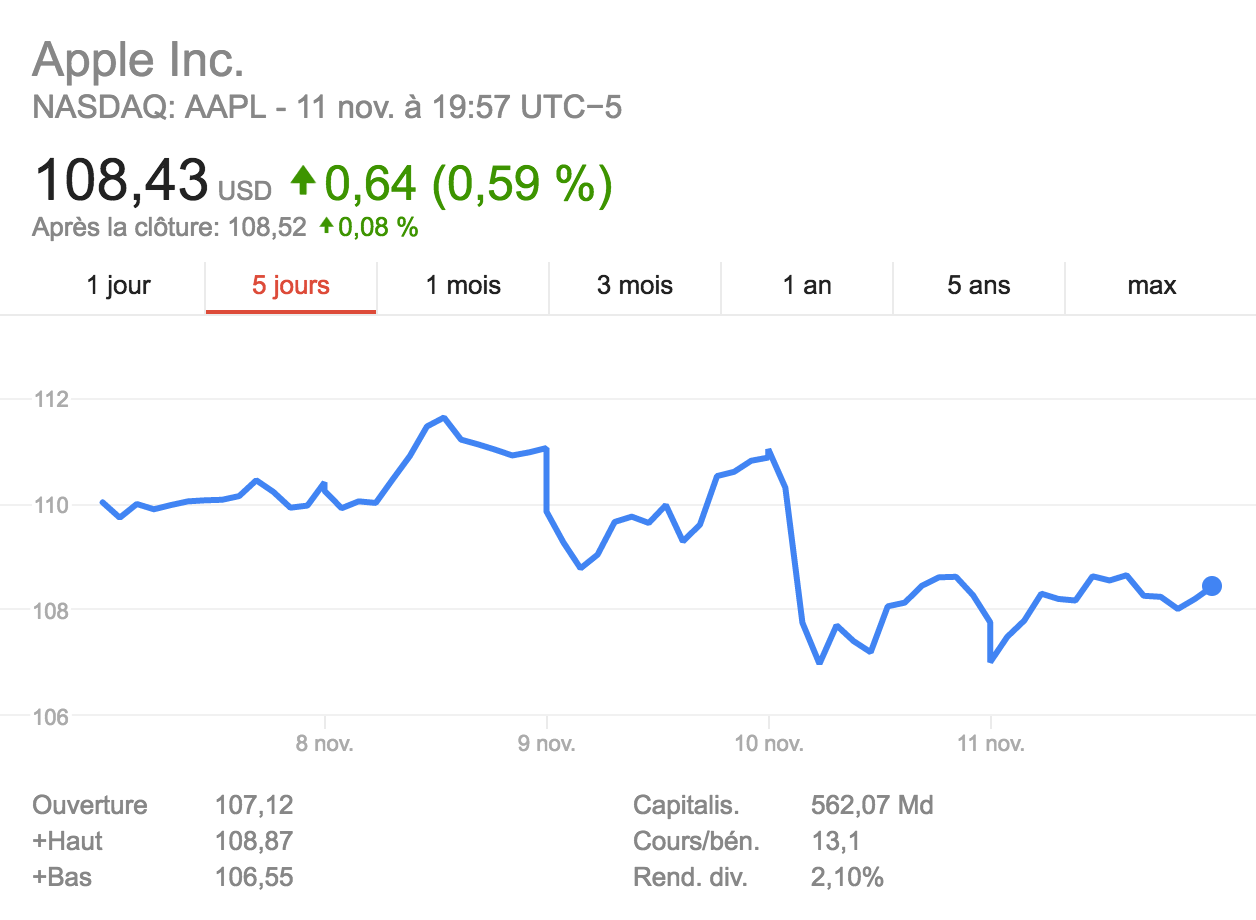 Apple Inc.
NASDAQ: AAPL - 11 nov. à 19:57 UTC−5
108,43 USD 0,64 (0,59 %)
Après la clôture: 108,52 0,08 %
1 jour 5 jours 1 mois 3 mois 1 an 5 ans max
112
110
108
106
8 nov. 9 nov. 10 nov. 11 nov.
Ouverture 107,12 Capitalis. 562,07 Md
+Haut 108,87 Cours/bén. 13,1
+Bas 106,55 Rend. div. 2,10%